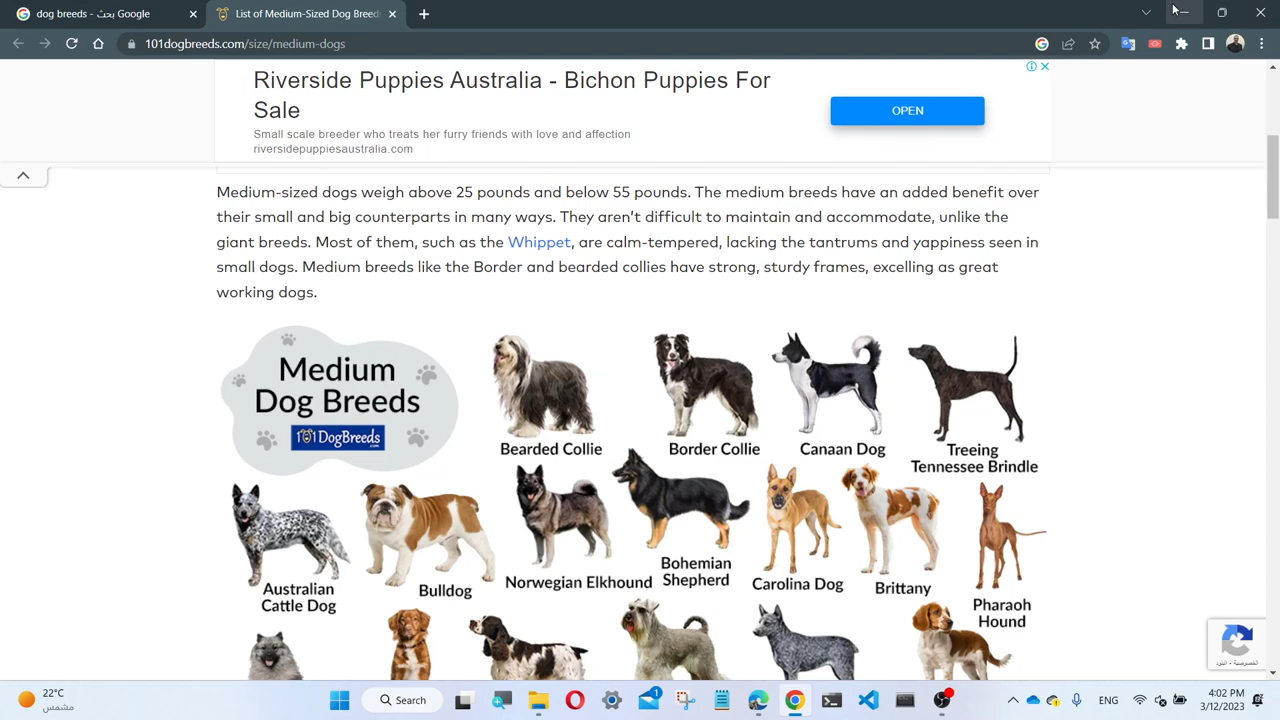 dog breeds - بحث Google
List of Medium-Sized Dog Breeds
101dogbreeds.com/size/medium-dogs
Riverside Puppies Australia - Bichon Puppies For
Sale
Small scale breeder who treats her furry friends with love and affection
riversidepuppiesaustralia.com
OPEN
Medium-sized dogs weigh above 25 pounds and below 55 pounds. The medium breeds have an added benefit over
their small and big counterparts in many ways. They aren't difficult to maintain and accommodate, unlike the
giant breeds. Most of them, such as the Whippet, are calm-tempered, lacking the tantrums and yappiness seen in
small dogs. Medium breeds like the Border and bearded collies have strong, sturdy frames, excelling as great
working dogs.
Medium
Dog Breeds
101DogBreeds
.com
Bearded Collie
Border Collie
Canaan Dog
Treeing
Tennessee Brindle
Australian
Cattle Dog
Bulldog
Norwegian Elkhound
Bohemian
Shepherd
Carolina Dog
Brittany
Pharaoh
Hound
الخصوصية - البنود
22°C
مشمس
Search
1
ENG
4:02 PM
3/12/2023